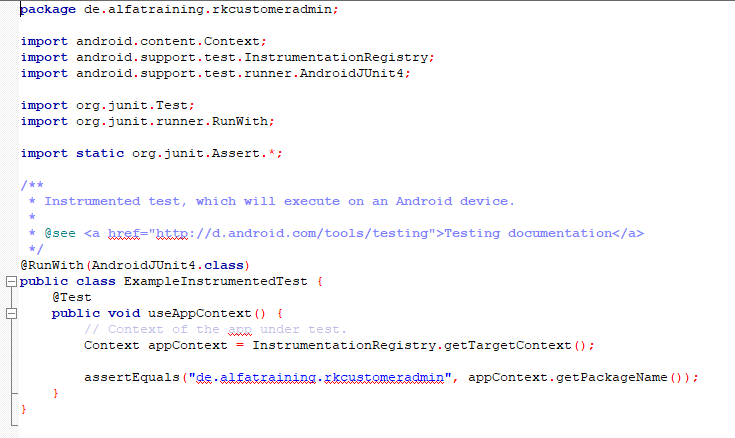 package de.alfatraining.rkcustomeradmin;

import android.content.Context;
import android.support.test.InstrumentationRegistry;
import android.support.test.runner.AndroidJUnit4;

import org.junit.Test;
import org.junit.runner.RunWith;

import static org.junit.Assert.*;

/**
 * Instrumented test, which will execute on an Android device.
 *
 * @see <a href="http://d.android.com/tools/testing">Testing documentation</a>
 */
@RunWith(AndroidJUnit4.class)
public class ExampleInstrumentedTest {
    @Test
    public void useAppContext() {
        // Context of the app under test.
        Context appContext = InstrumentationRegistry.getTargetContext();

        assertEquals("de.alfatraining.rkcustomeradmin", appContext.getPackageName());
    }
}